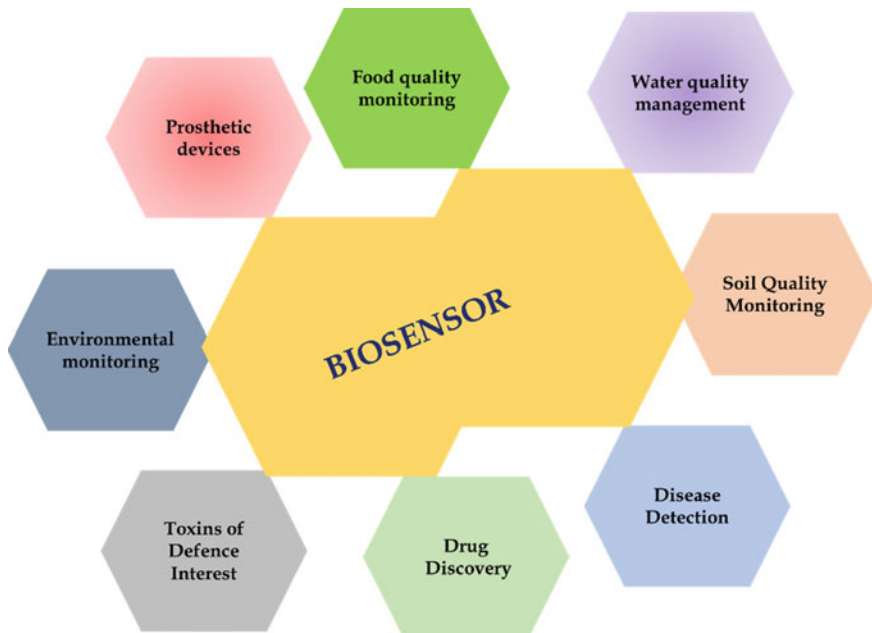 Food quality
monitoring
Water quality
management
Prosthetic
devices
Soil Quality
Monitoring
BIOSENSOR
Environmental
monitoring
Disease
Detection
Toxins of
Defence
Interest
Drug
Discovery